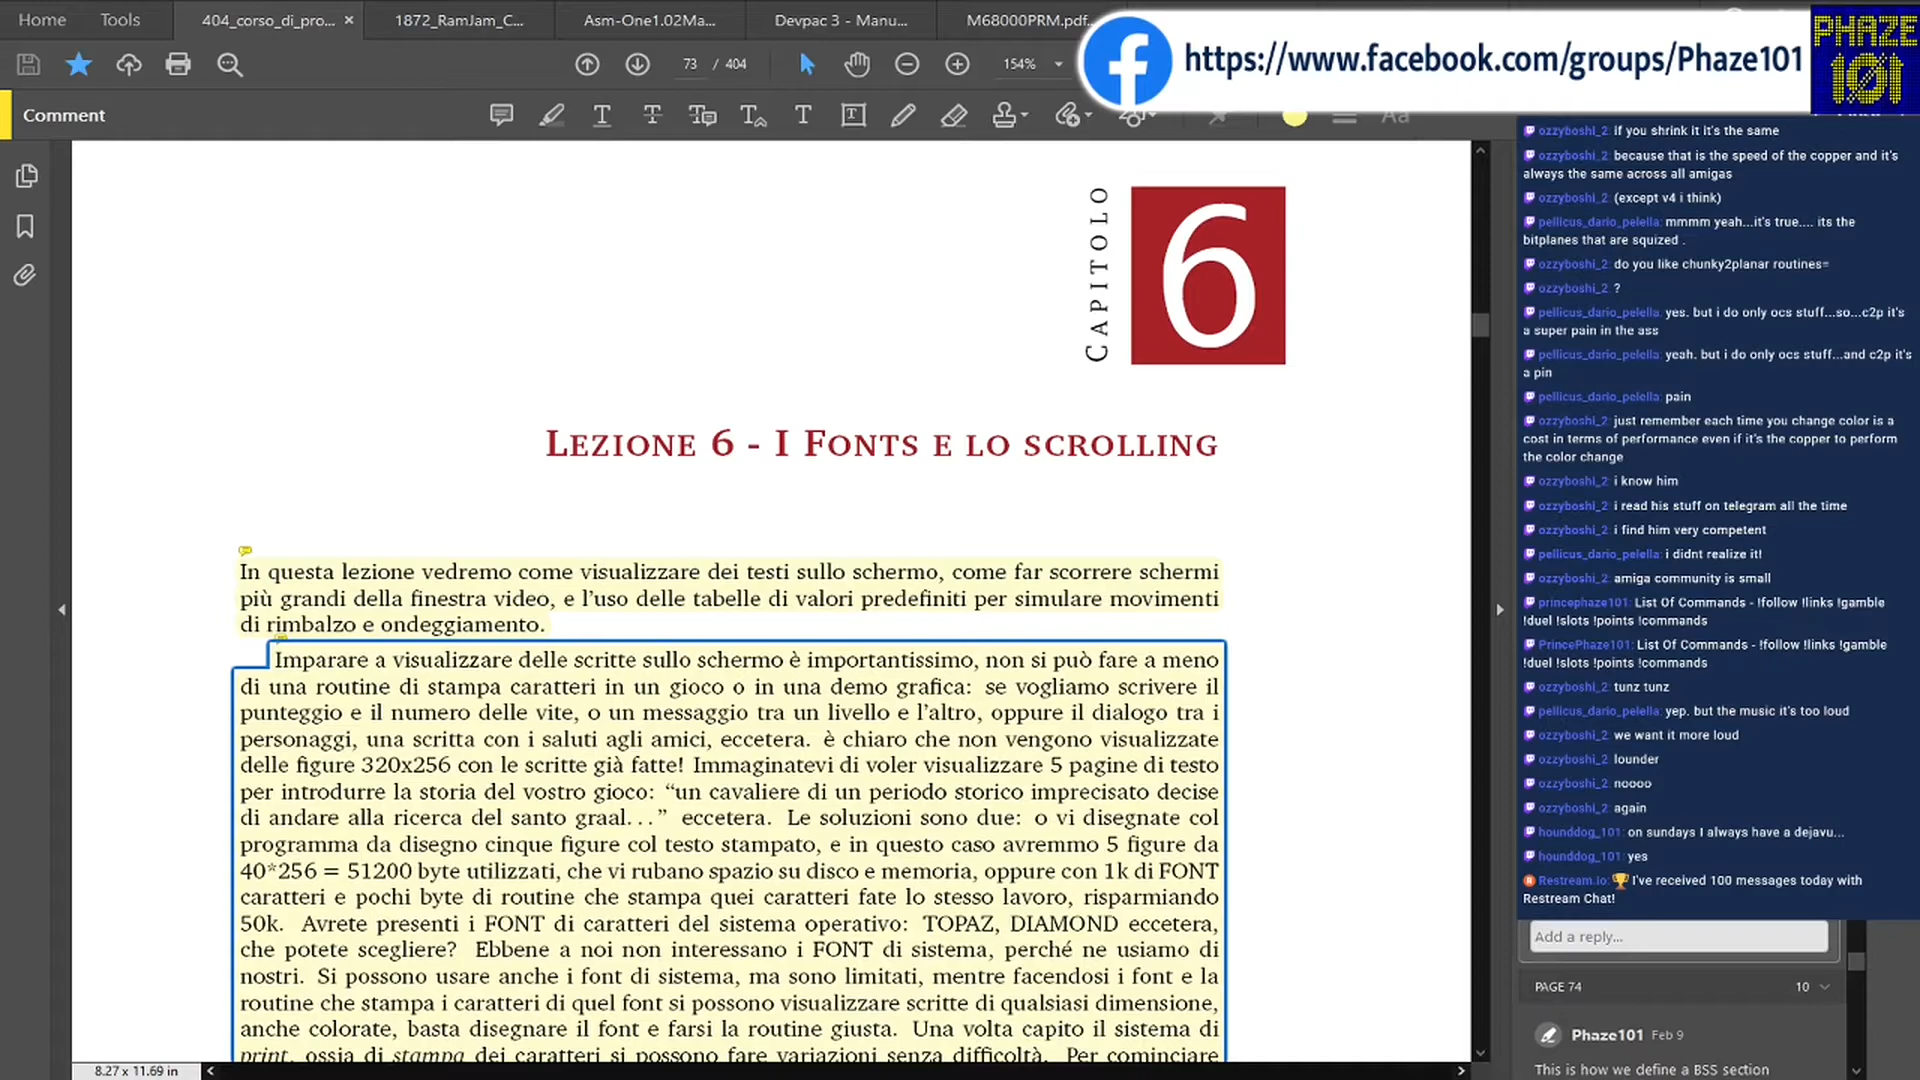 Home
Tools
404_corso_di_pro...
1872_RamJam_C...
Asm-One1.02Ma...
Devpac 3 - Manu...
M68000PRM.pdf...
https://www.facebook.com/groups/Phaze101
PHAZE
101
73 / 404
154%
Comment
CAPITOLO
6
LEZIONE 6 - I FONTS E LO SCROLLING
In questa lezione vedremo come visualizzare dei testi sullo schermo, come far scorrere schermi
più grandi della finestra video, e l'uso delle tabelle di valori predefiniti per simulare movimenti
di rimbalzo e ondeggiamento.
Imparare a visualizzare delle scritte sullo schermo è importantissimo, non si può fare a meno
di una routine di stampa caratteri in un gioco o in una demo grafica: se vogliamo scrivere il
punteggio e il numero delle vite, o un messaggio tra un livello e l'altro, oppure il dialogo tra i
personaggi, una scritta con i saluti agli amici, eccetera. è chiaro che non vengono visualizzate
delle figure 320x256 con le scritte già fatte! Immaginatevi di voler visualizzare 5 pagine di testo
per introdurre la storia del vostro gioco: “un cavaliere di un periodo storico imprecisato decise
di andare alla ricerca del santo graal...” eccetera. Le soluzioni sono due: o vi disegnate col
programma da disegno cinque figure col testo stampato, e in questo caso avremmo 5 figure da
40*256 = 51200 byte utilizzati, che vi rubano spazio su disco e memoria, oppure con 1k di FONT
caratteri e pochi byte di routine che stampa quei caratteri fate lo stesso lavoro, risparmiando
50k. Avrete presenti i FONT di caratteri del sistema operativo: TOPAZ, DIAMOND eccetera,
che potete scegliere? Ebbene a noi non interessano i FONT di sistema, perché ne usiamo di
nostri. Si possono usare anche i font di sistema, ma sono limitati, mentre facendosi i font e la
routine che stampa i caratteri di quel font si possono visualizzare scritte di qualsiasi dimensione,
anche colorate, basta disegnare il font e farsi la routine giusta. Una volta capito il sistema di
print, ossia di stampa dei caratteri si possono fare variazioni senza difficoltà. Per cominciare
8.27 x 11.69 in
ozzyboshi_2: if you shrink it it's the same
ozzyboshi_2: because that is the speed of the copper and it's
always the same across all amigas
ozzyboshi_2: (except v4 i think)
pellicus_dario_pelella: mmmm yeah...it's true.... its the
bitplanes that are squized .
ozzyboshi_2: do you like chunky2planar routines=
ozzyboshi_2: ?
pellicus_dario_pelella: yes. but i do only ocs stuff...so...c2p it's
a super pain in the ass
pellicus_dario_pelella: yeah. but i do only ocs stuff...and c2p it's
a pin
pellicus_dario_pelella: pain
ozzyboshi_2: just remember each time you change color is a
cost in terms of performance even if it's the copper to perform
the color change
ozzyboshi_2: i know him
ozzyboshi_2: i read his stuff on telegram all the time
ozzyboshi_2: i find him very competent
pellicus_dario_pelella: i didnt realize it!
ozzyboshi_2: amiga community is small
princephaze101: List Of Commands - !follow !links !gamble
!duel !slots !points !commands
PrincePhaze101: List Of Commands - !follow !links !gamble
!duel !slots !points !commands
ozzyboshi_2: tunz tunz
pellicus_dario_pelella: yep. but the music it's too loud
ozzyboshi_2: we want it more loud
ozzyboshi_2: lounder
ozzyboshi_2: noooo
ozzyboshi_2: again
hounddog_101: on sundays I always have a dejavu...
hounddog_101: yes
Restream.io: 🏆 I've received 100 messages today with
Restream Chat!
Add a reply...
PAGE 74
10
Phaze101 Feb 9
This is how we define a BSS section